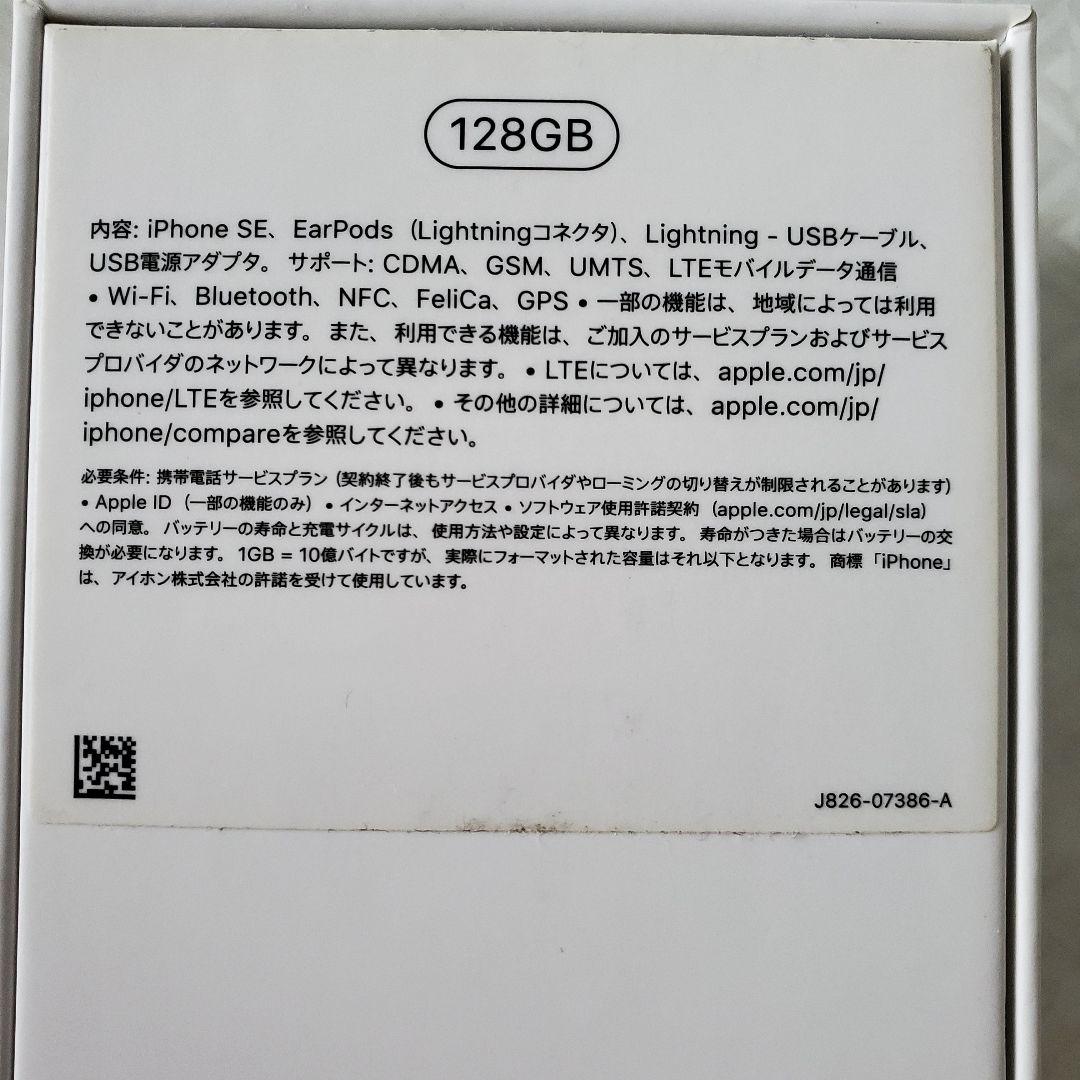 128GB
内容: iPhone SE、EarPods（Lightningコネクタ）、Lightning - USBケーブル、
USB電源アダプタ。 サポート: CDMA、GSM、UMTS、LTEモバイルデータ通信
• Wi-Fi、Bluetooth、NFC、FeliCa、GPS • 一部の機能は、地域によっては利用
できないことがあります。また、利用できる機能は、ご加入のサービスプランおよびサービス
プロバイダのネットワークによって異なります。 • LTEについては、apple.com/jp/
iphone/LTEを参照してください。 • その他の詳細については、apple.com/jp/
iphone/compareを参照してください。
必要条件: 携帯電話サービスプラン（契約終了後もサービスプロバイダやローミングの切り替えが制限されることがあります）
• Apple ID（一部の機能のみ） • インターネットアクセス • ソフトウェア使用許諾契約（apple.com/jp/legal/sla）
への同意。バッテリーの寿命と充電サイクルは、使用方法や設定によって異なります。寿命がつきた場合はバッテリーの交
換が必要になります。1GB = 10億バイトですが、実際にフォーマットされた容量はそれ以下となります。商標「iPhone」
は、アイホン株式会社の許諾を受けて使用しています。
J826-07386-A